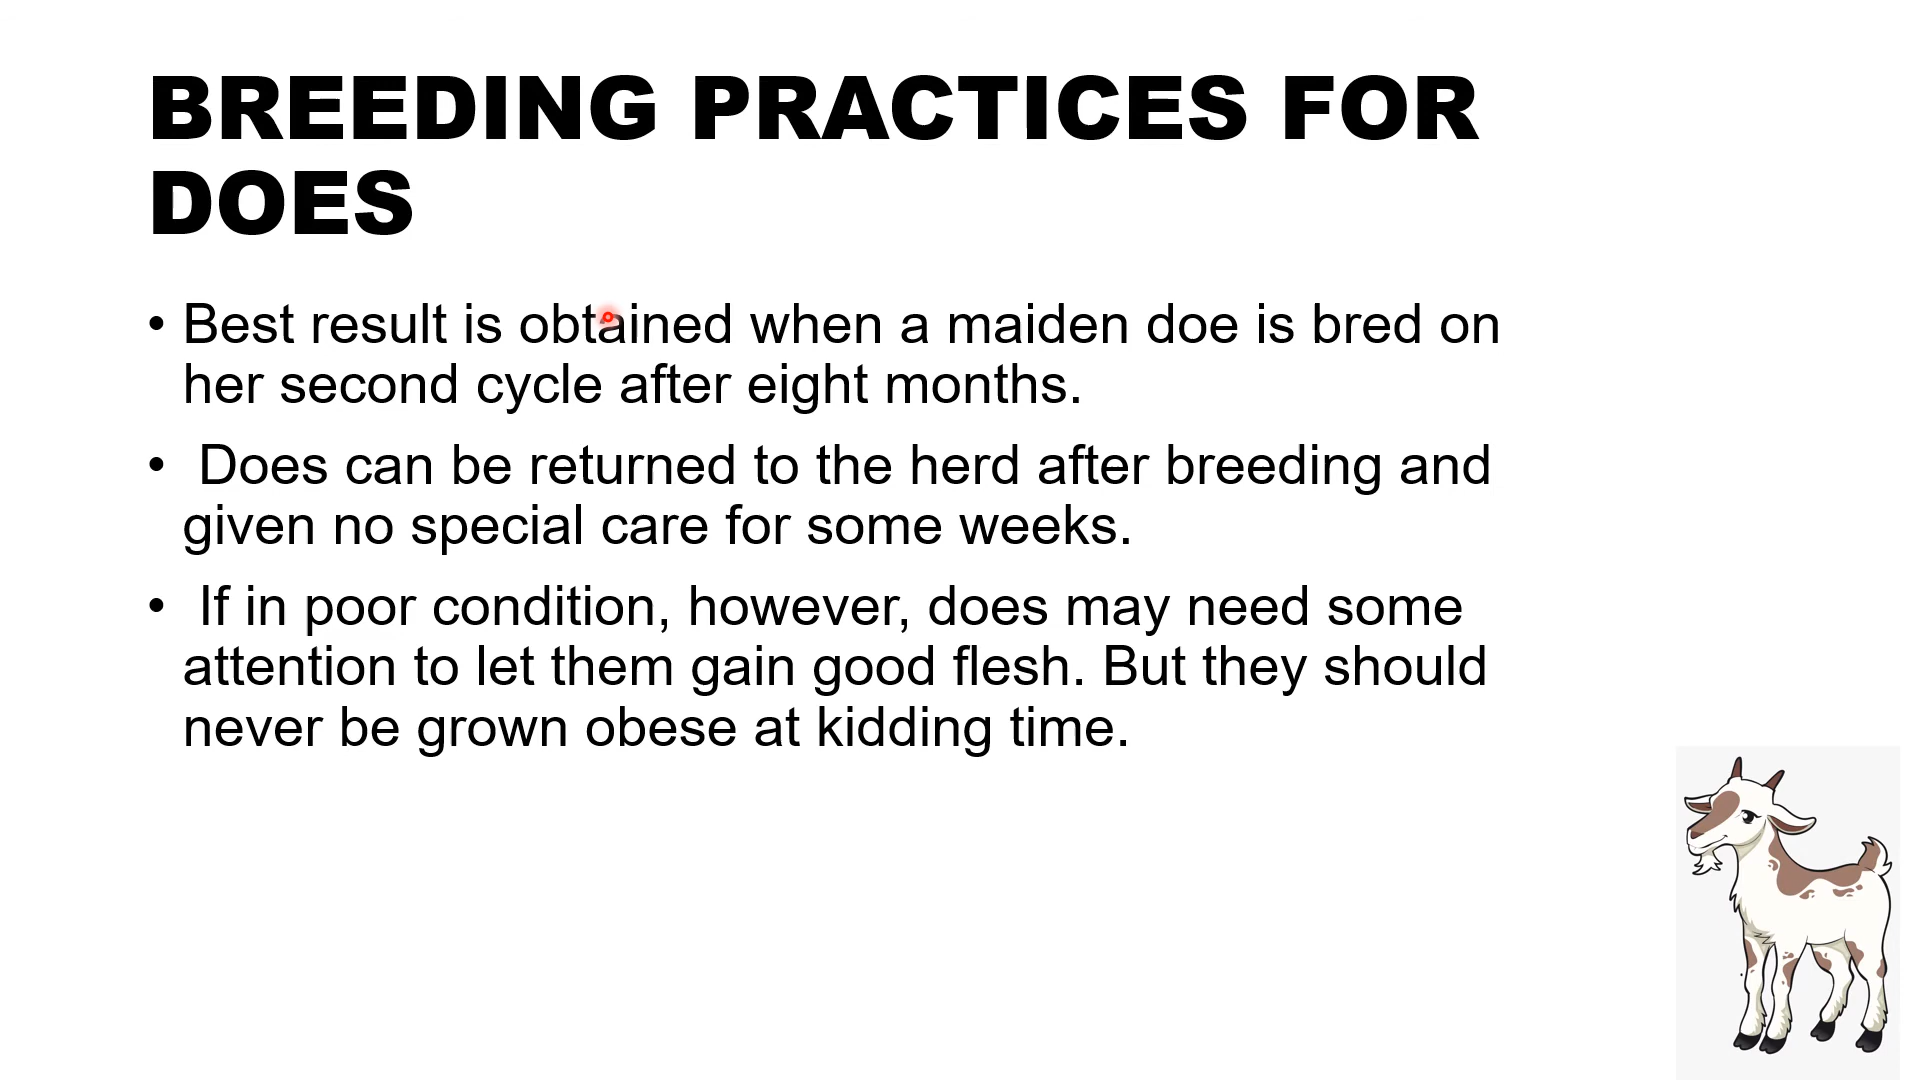 BREEDING PRACTICES FOR
DOES
• Best result is obtained when a maiden doe is bred on
her second cycle after eight months.
• Does can be returned to the herd after breeding and
given no special care for some weeks.
• If in poor condition, however, does may need some
attention to let them gain good flesh. But they should
never be grown obese at kidding time.